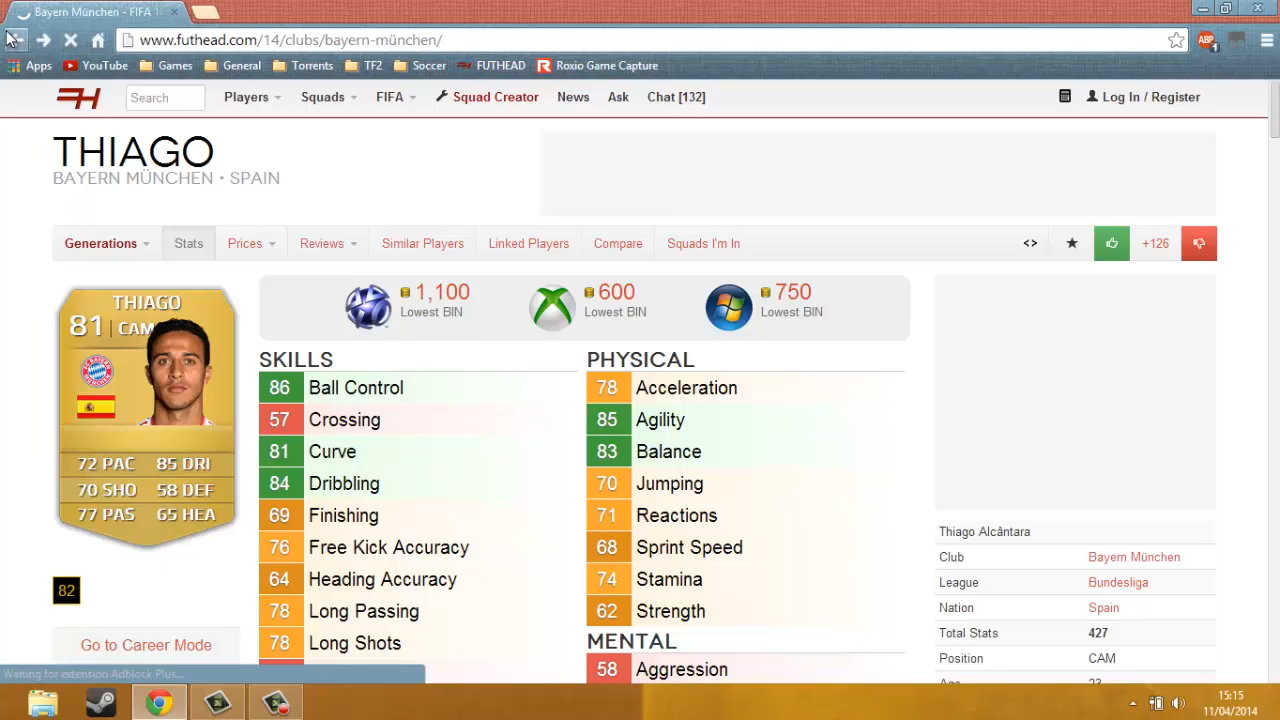 Bayern München - FIFA 1
www.futhead.com/14/clubs/bayern-münchen/
ABP
1
Apps
YouTube
Games
General
Torrents
TF2
Soccer
FUTHEAD
Roxio Game Capture
Search
Players
Squads
FIFA
Squad Creator
News
Ask
Chat [132]
Log In / Register
THIAGO
BAYERN MÜNCHEN • SPAIN
Generations
Stats
Prices
Reviews
Similar Players
Linked Players
Compare
Squads I'm In
<>
+126
THIAGO
81 | CAM
72 PAC 85 DRI
70 SHO 58 DEF
77 PAS 65 HEA
82
Go to Career Mode
1,100
Lowest BIN
600
Lowest BIN
750
Lowest BIN
SKILLS
86 Ball Control
57 Crossing
81 Curve
84 Dribbling
69 Finishing
76 Free Kick Accuracy
64 Heading Accuracy
78 Long Passing
78 Long Shots
PHYSICAL
78 Acceleration
85 Agility
83 Balance
70 Jumping
71 Reactions
68 Sprint Speed
74 Stamina
62 Strength
MENTAL
58 Aggression
Thiago Alcântara
Club Bayern München
League Bundesliga
Nation Spain
Total Stats 427
Position CAM
Age 23
Waiting for extension Adblock Plus...
15:15
11/04/2014